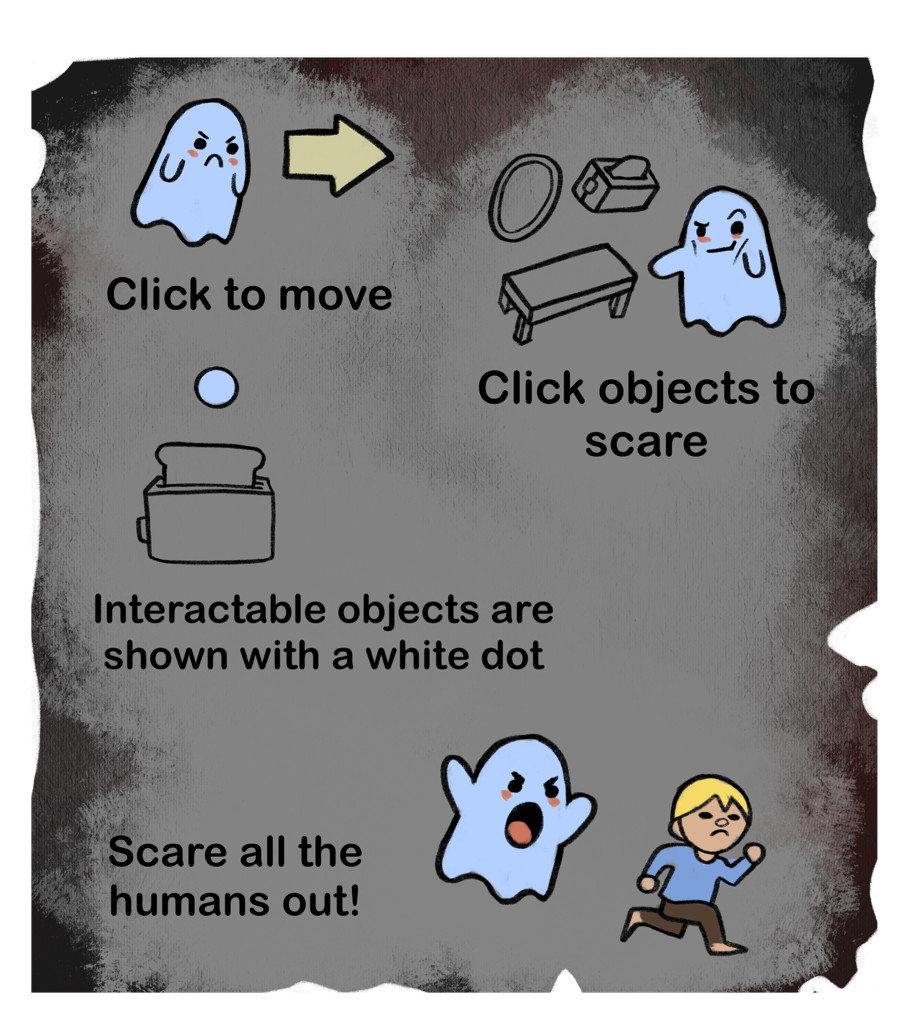 Click to move
Click objects to
scare
Interactable objects are
shown with a white dot
Scare all the
humans out!